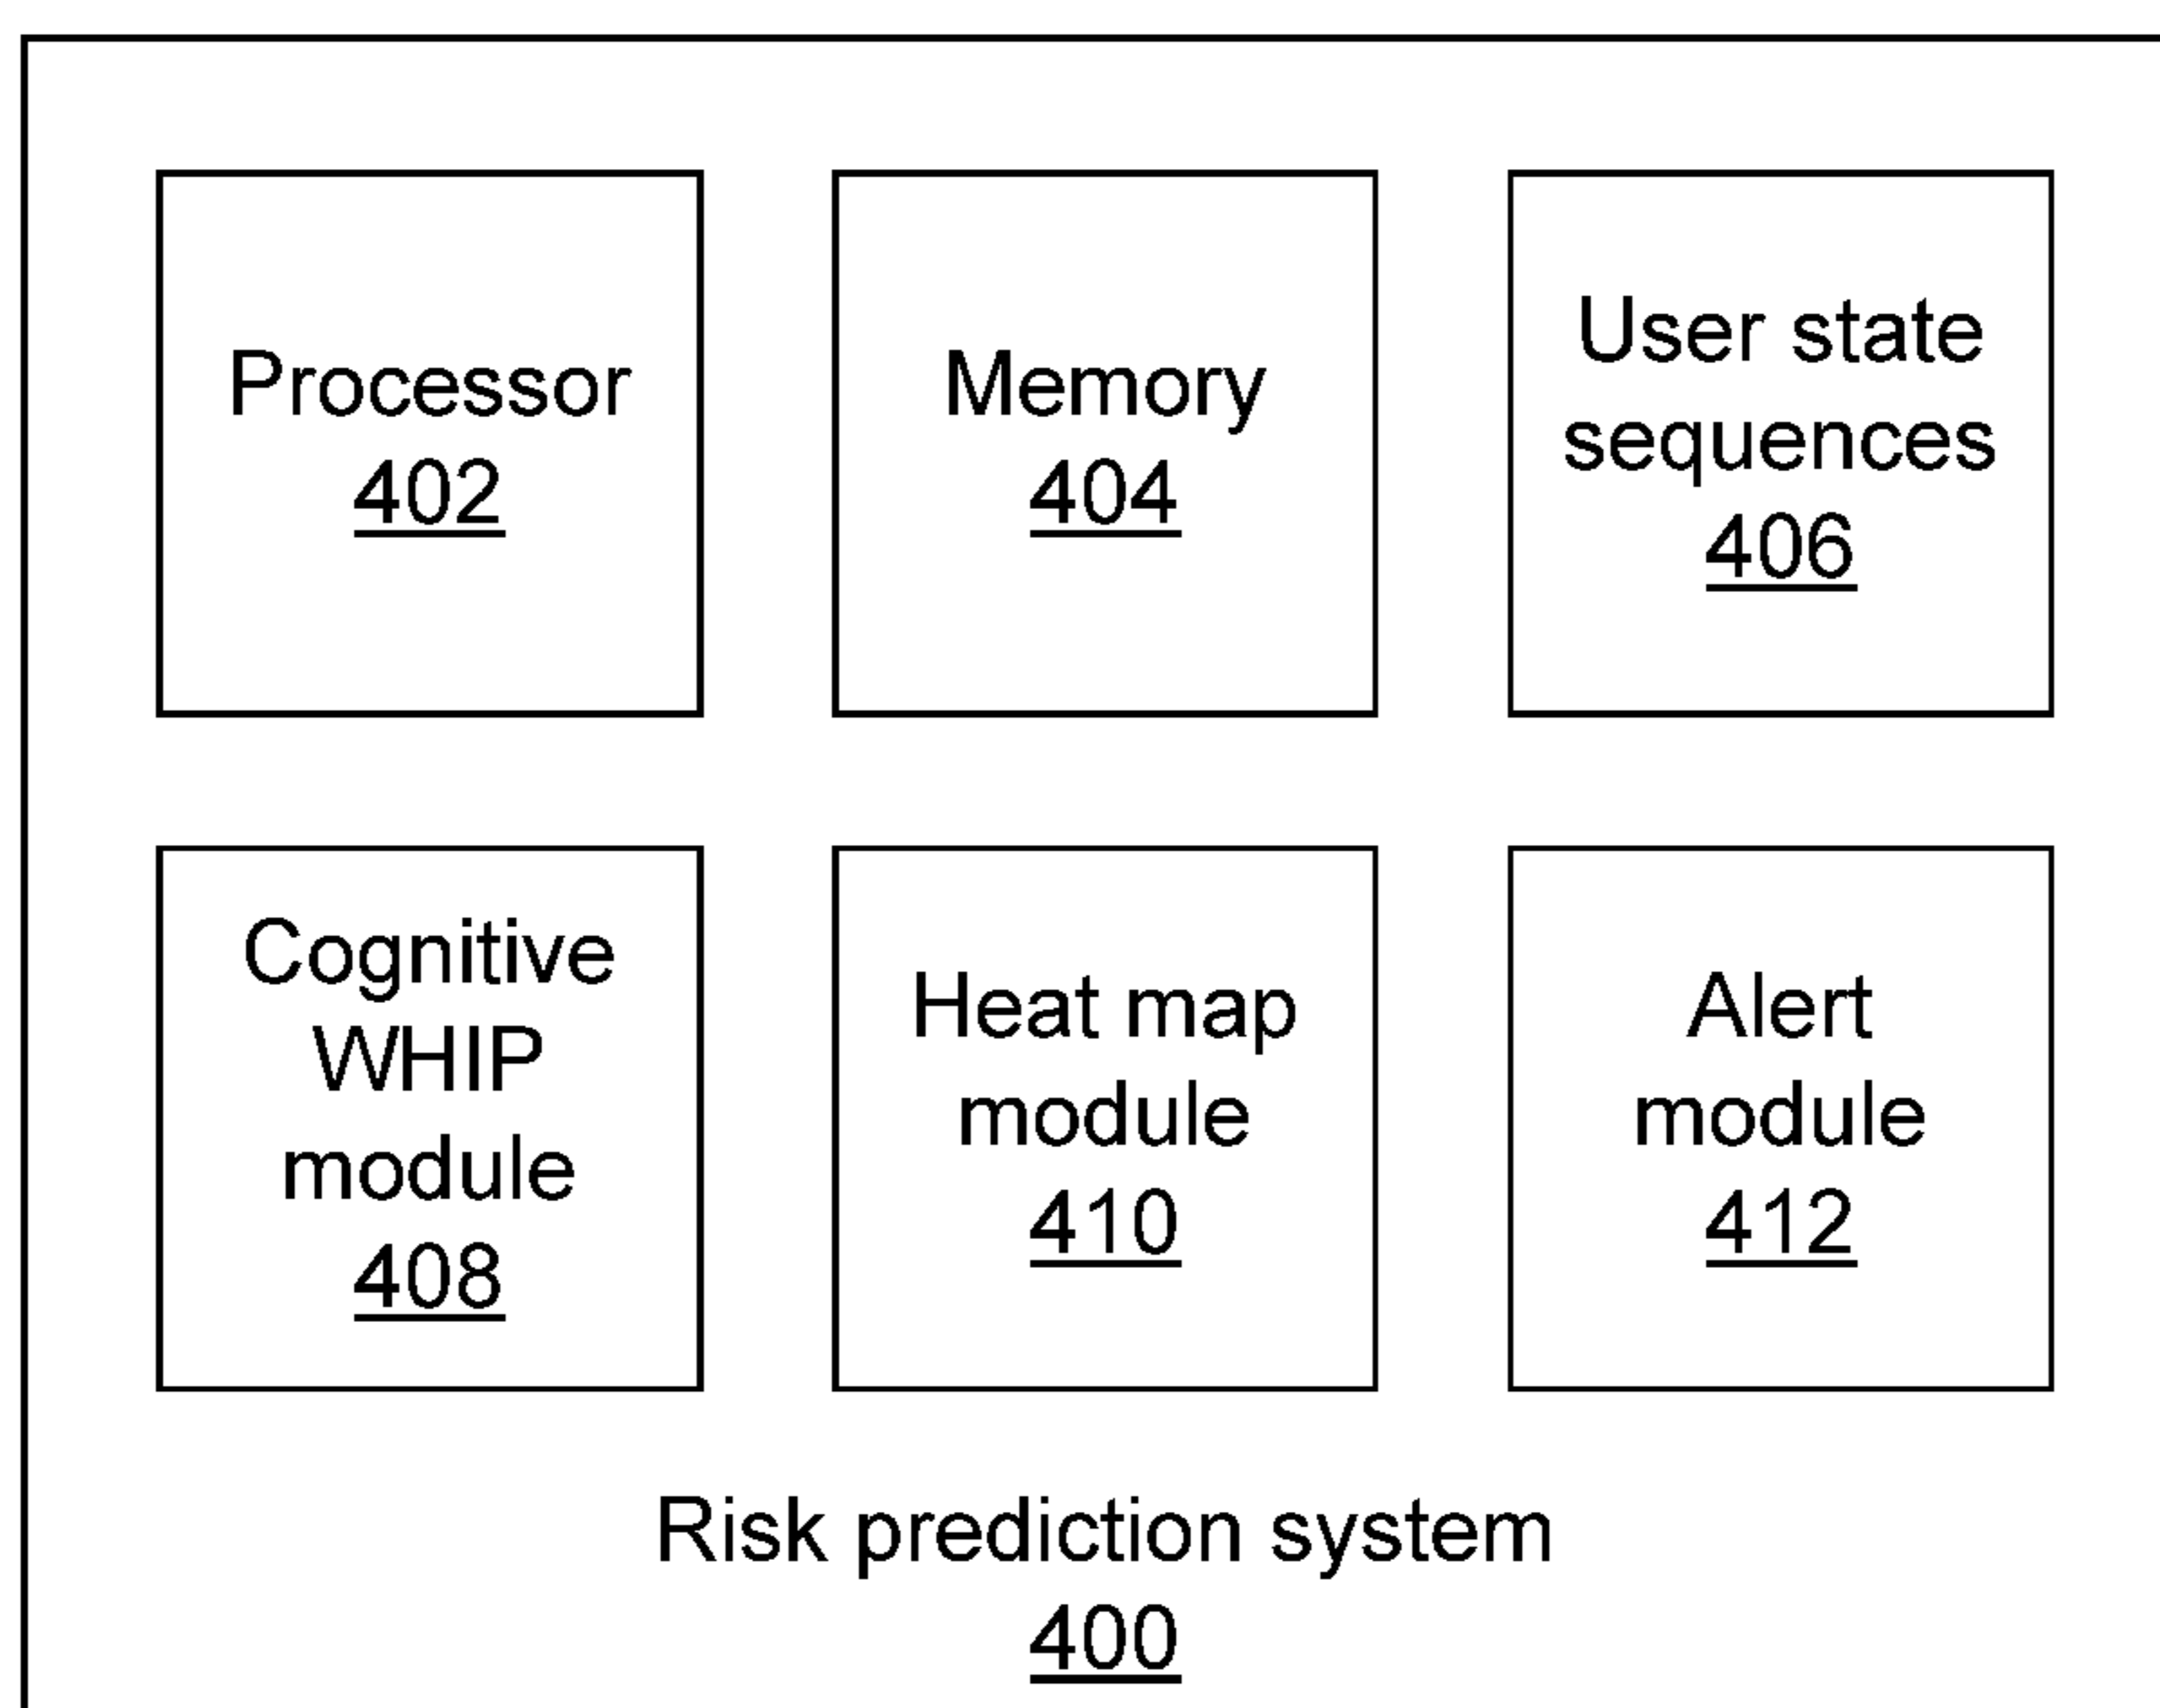 Processor
402
Memory
404
User state
sequences
406
Cognitive
WHIP
module
408
Heat map
module
410
Alert
module
412
Risk prediction system
400